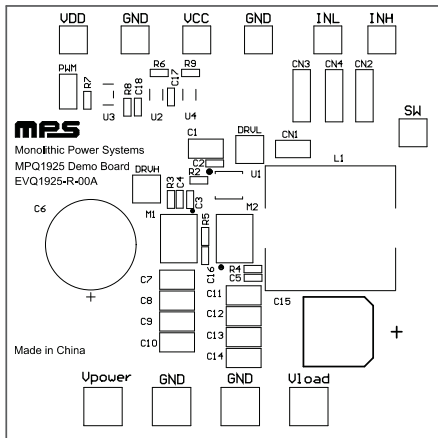 VDD GND VCC GND INL INH
PWM
R7
U3
R8
C18
R6
C17
U2
R9
U4
CN3 CN4 CN2
SW
mps
Monolithic Power Systems
MPQ1925 Demo Board
EVQ1925-R-00A
C1
DRVL
CN1
C2
R2
U1
L1
DRVH
R3
C4
C3
C6
M1
R5
M2
C16
R4
C5
C7
C8
C9
C10
C11
C12
C13
C14
C15
+
+
Made in China
Vpower GND GND Vload